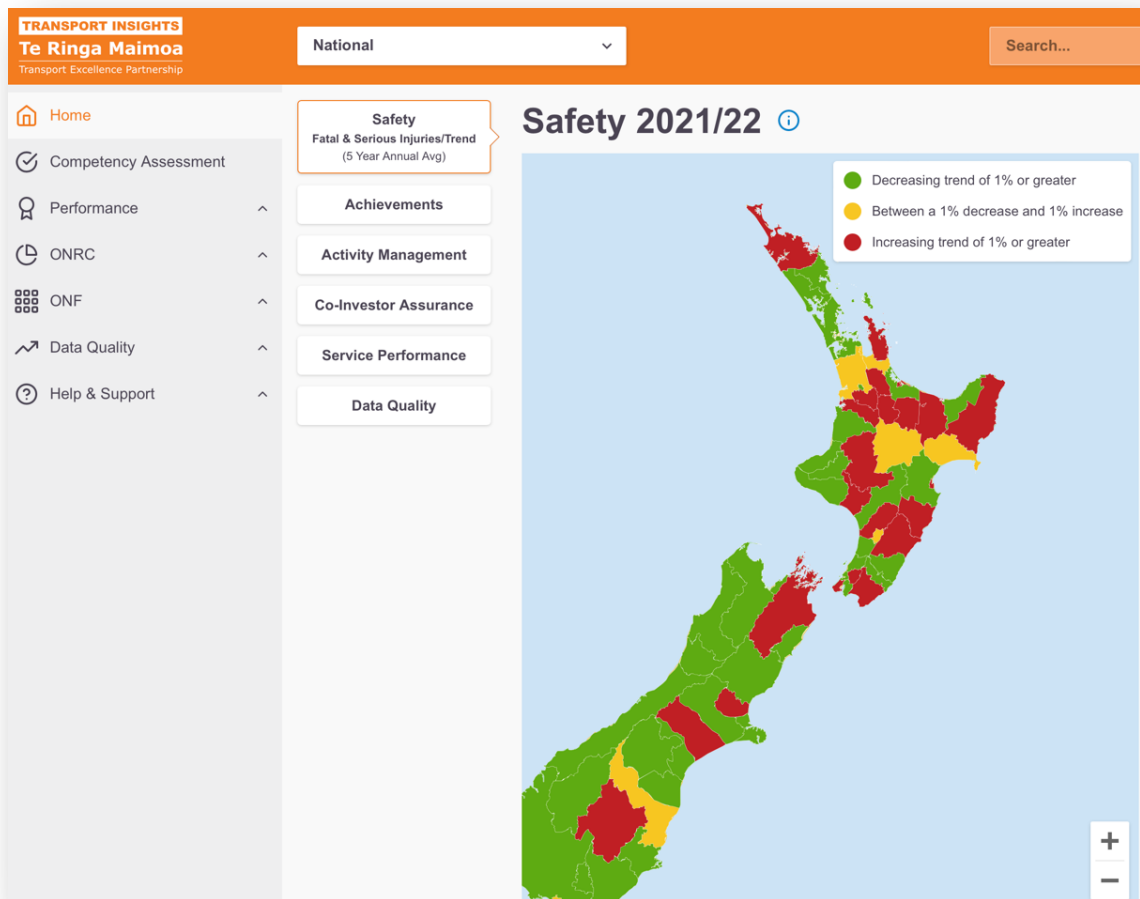 TRANSPORT INSIGHTS
Te Ringa Maimoa
Transport Excellence Partnership
National
Search...
Home
Competency Assessment
Performance
ONRC
ONF
Data Quality
Help & Support
Safety
Fatal & Serious Injuries/Trend
(5 Year Annual Avg)
Achievements
Activity Management
Co-Investor Assurance
Service Performance
Data Quality
Safety 2021/22
Decreasing trend of 1% or greater
Between a 1% decrease and 1% increase
Increasing trend of 1% or greater